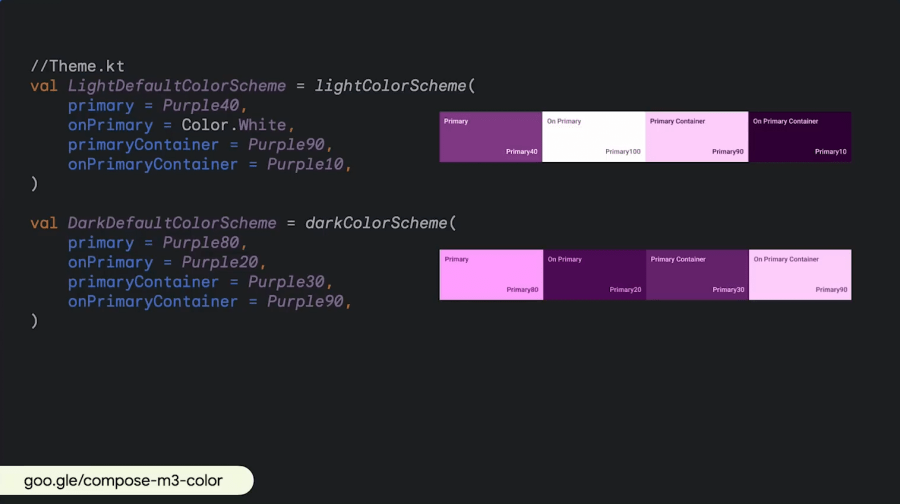 //Theme.kt
val LightDefaultColorScheme = lightColorScheme(
primary = Purple40,
onPrimary = Color.White,
primaryContainer = Purple90,
onPrimaryContainer = Purple10,
)
Primary On Primary Primary Container On Primary Container
Primary40 Primary100 Primary90 Primary10
val DarkDefaultColorScheme = darkColorScheme(
primary = Purple80,
onPrimary = Purple20,
primaryContainer = Purple30,
onPrimaryContainer = Purple90,
)
Primary On Primary Primary Container On Primary Container
Primary80 Primary20 Primary30 Primary90
goo.gle/compose-m3-color